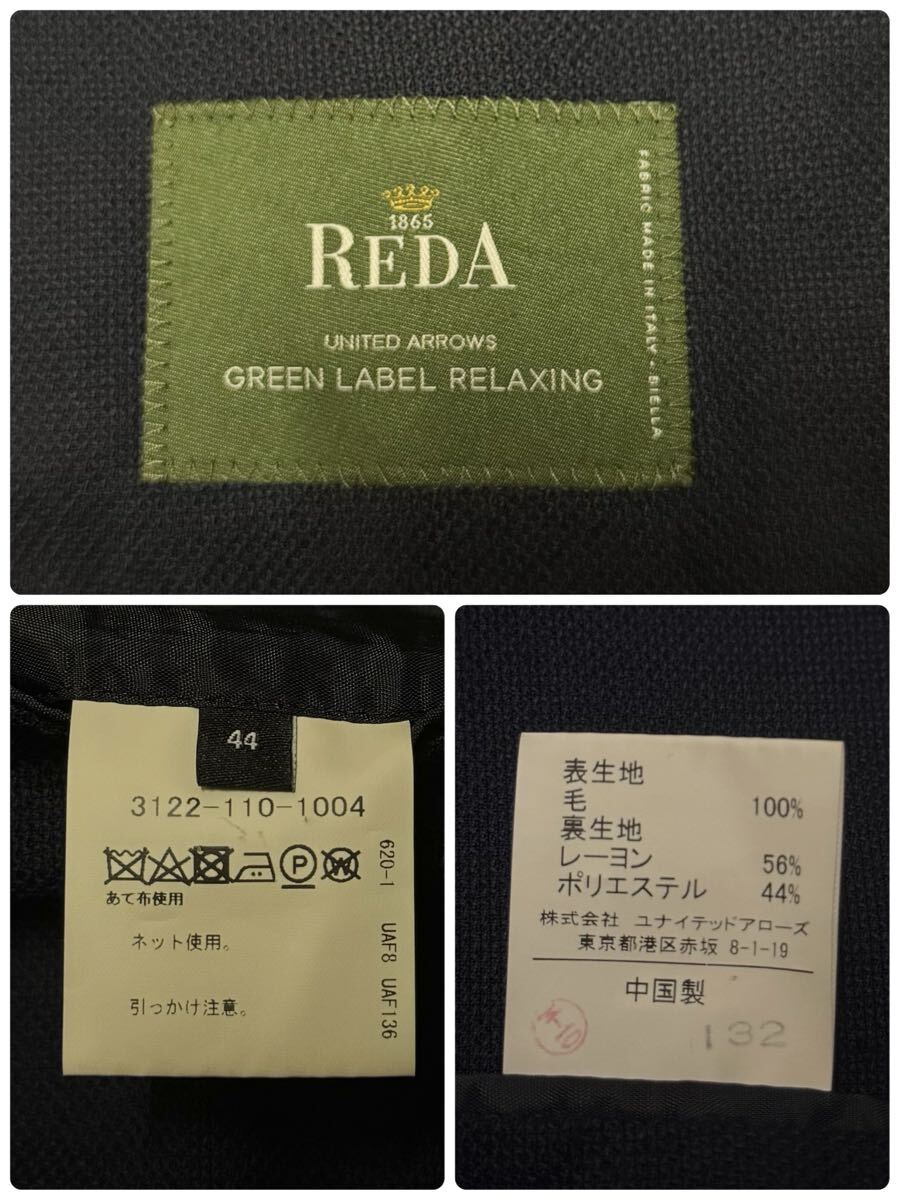 1865
REDA
UNITED ARROWS
GREEN LABEL RELAXING
FABRIC MADE IN ITALY - BIELLA
44
3122-110-1004
P W
あて布使用
ネット使用。
引っかけ注意。
620-1 UAF8 UAF136
表生地
毛 100%
裏生地
レーヨン 56%
ポリエステル 44%
株式会社 ユナイテッドアローズ
東京都港区赤坂 8-1-19
中国製
132